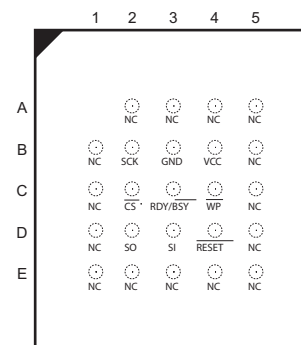 1 2 3 4 5
A
NC NC NC NC
B
NC SCK GND VCC NC
C
NC CS RDY/BSY WP NC
D
NC SO SI RESET NC
E
NC NC NC NC NC